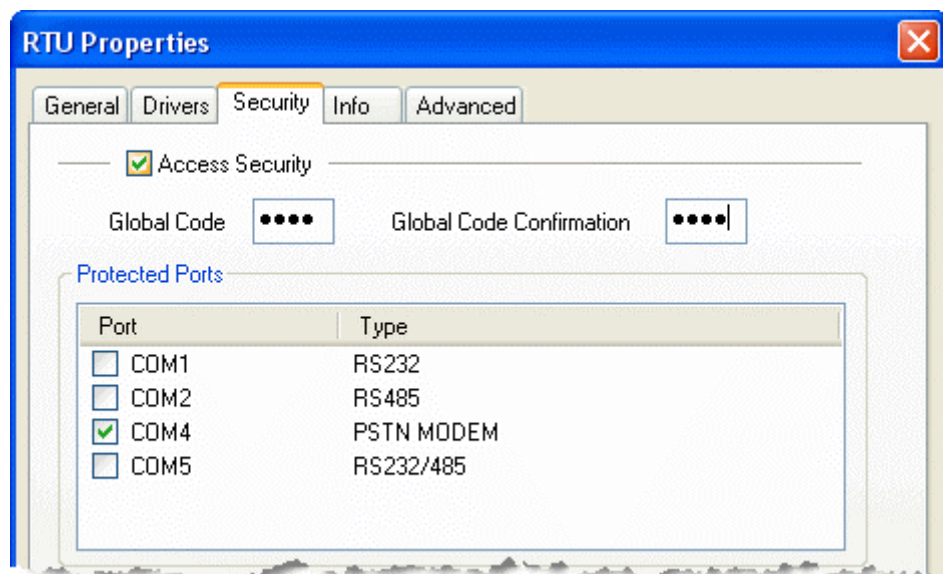 RTU Properties
General Drivers Security Info Advanced
Access Security
Global Code •••• Global Code Confirmation ••••
Protected Ports
Port Type
COM1 RS232
COM2 RS485
COM4 PSTN MODEM
COM5 RS232/485